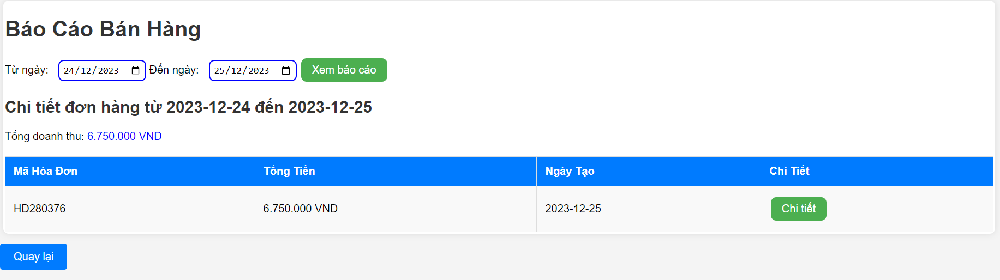 Báo Cáo Bán Hàng
Từ ngày: 24/12/2023 Đến ngày: 25/12/2023 Xem báo cáo
Chi tiết đơn hàng từ 2023-12-24 đến 2023-12-25
Tổng doanh thu: 6.750.000 VND
Mã Hóa Đơn Tổng Tiền Ngày Tạo Chi Tiết
HD280376 6.750.000 VND 2023-12-25 Chi tiết
Quay lại